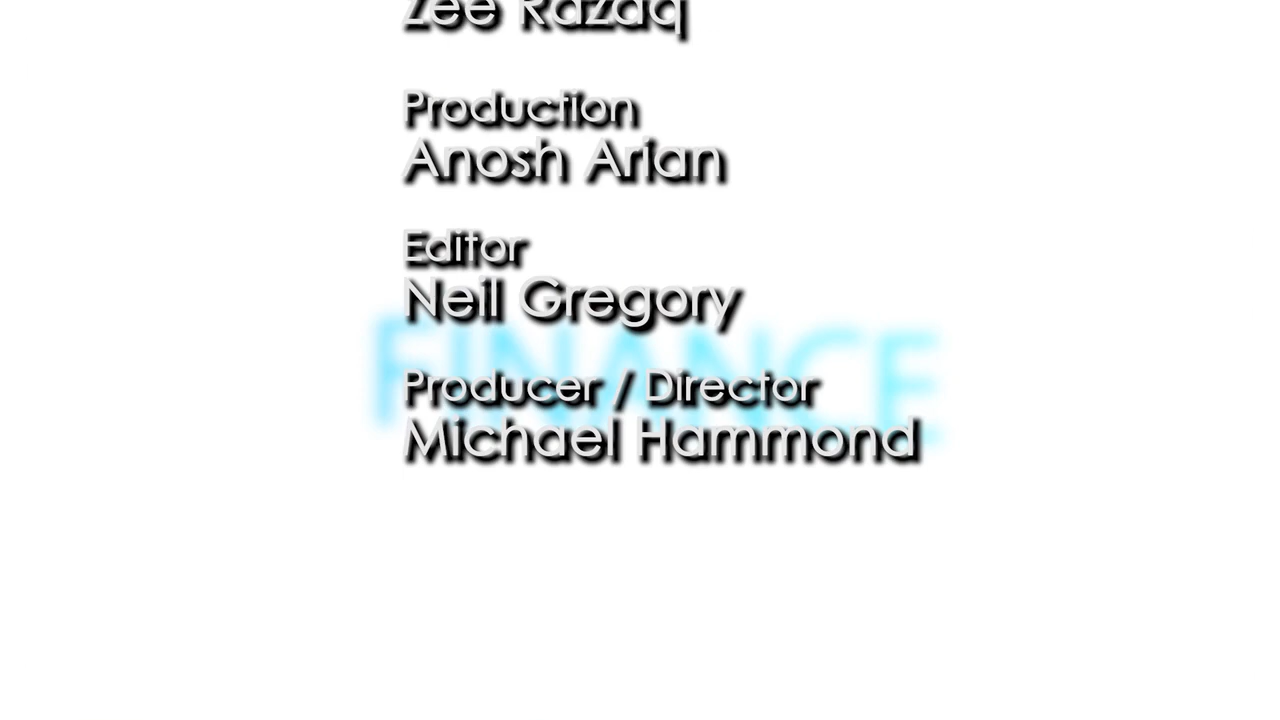 Zee Razaq
Production
Anosh Arian
Editor
Neil Gregory
FINANCE
Producer / Director
Michael Hammond